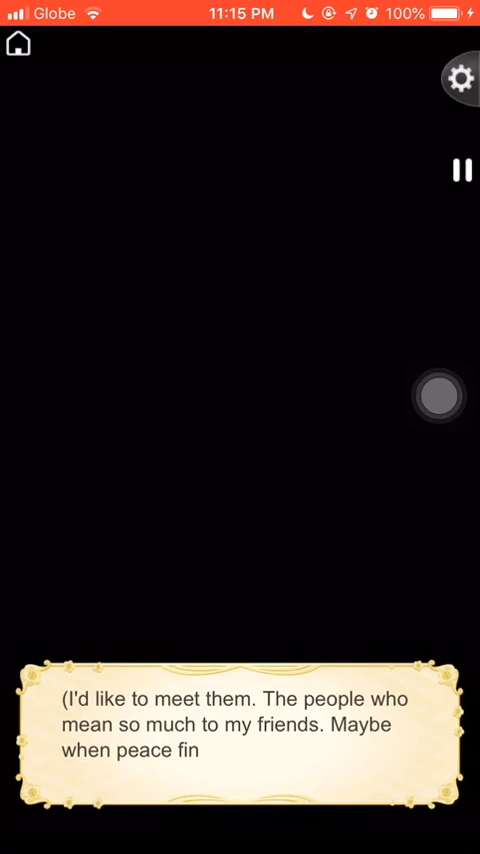 Globe 11:15 PM 100%
(I'd like to meet them. The people who
mean so much to my friends. Maybe
when peace fin